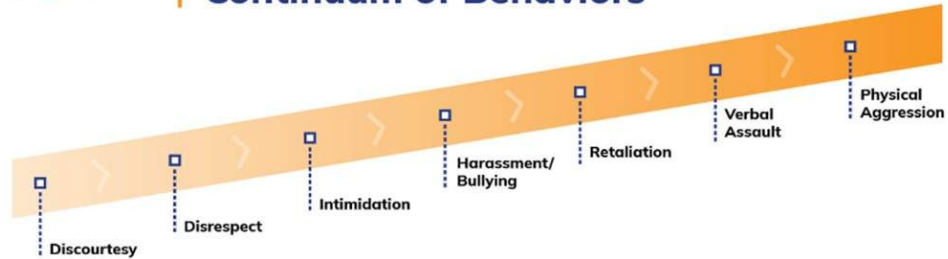 Continuum of Behaviors
Discourtesy
Disrespect
Intimidation
Harassment/
Bullying
Retaliation
Verbal
Assault
Physical
Aggression